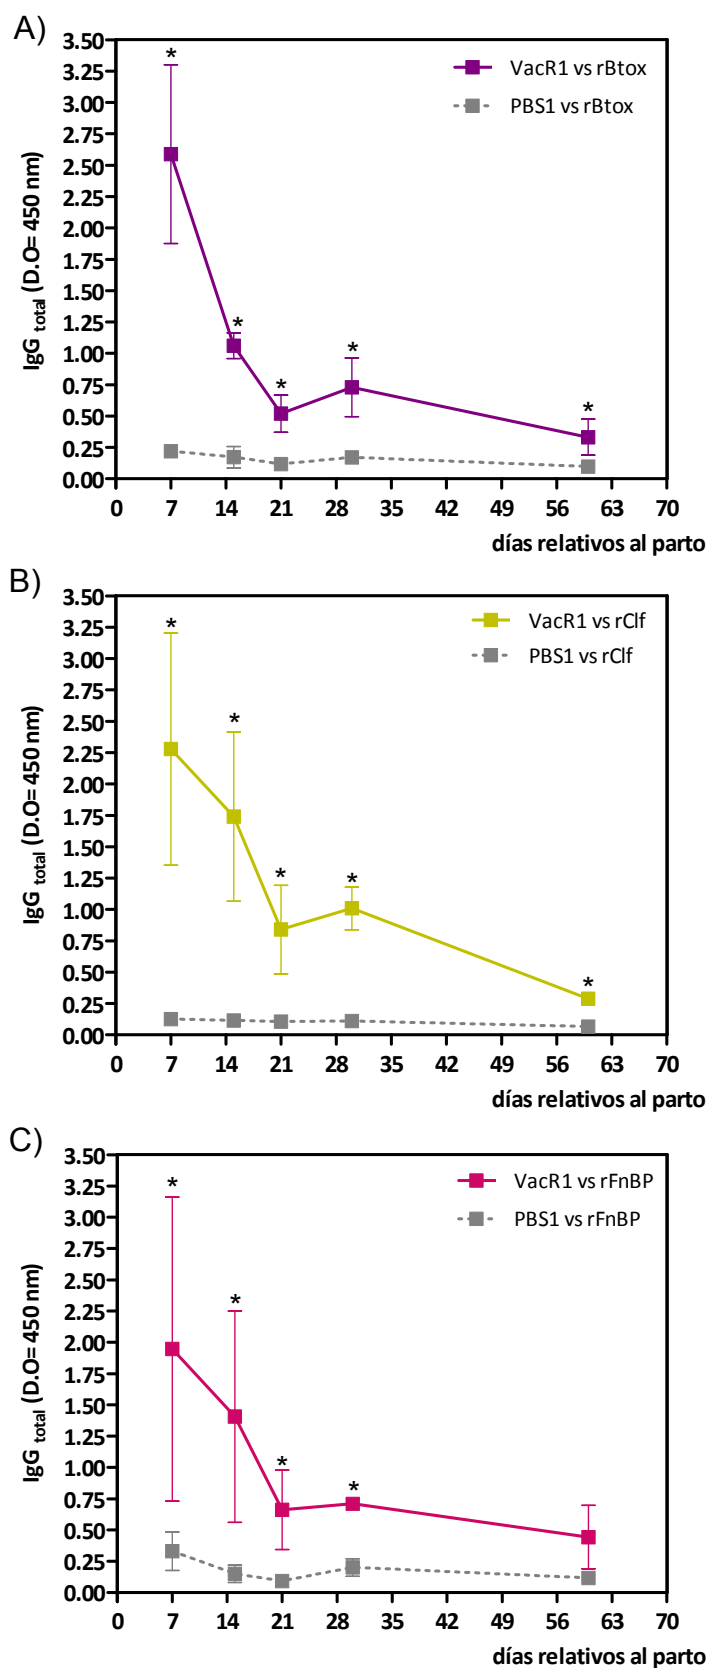 A)
3.50
3.25
3.00
2.75
2.50
2.25
2.00
1.75
1.50
1.25
1.00
0.75
0.50
0.25
0.00
IgG total (D.O= 450 nm)
* * * * *
VacR1 vs rBtox
PBS1 vs rBtox
0 7 14 21 28 35 42 49 56 63 70
días relativos al parto
B)
3.50
3.25
3.00
2.75
2.50
2.25
2.00
1.75
1.50
1.25
1.00
0.75
0.50
0.25
0.00
IgG total (D.O= 450 nm)
* * * * *
VacR1 vs rClf
PBS1 vs rClf
0 7 14 21 28 35 42 49 56 63 70
días relativos al parto
C)
3.50
3.25
3.00
2.75
2.50
2.25
2.00
1.75
1.50
1.25
1.00
0.75
0.50
0.25
0.00
IgG total (D.O= 450 nm)
* * * *
VacR1 vs rFnBP
PBS1 vs rFnBP
0 7 14 21 28 35 42 49 56 63 70
días relativos al parto